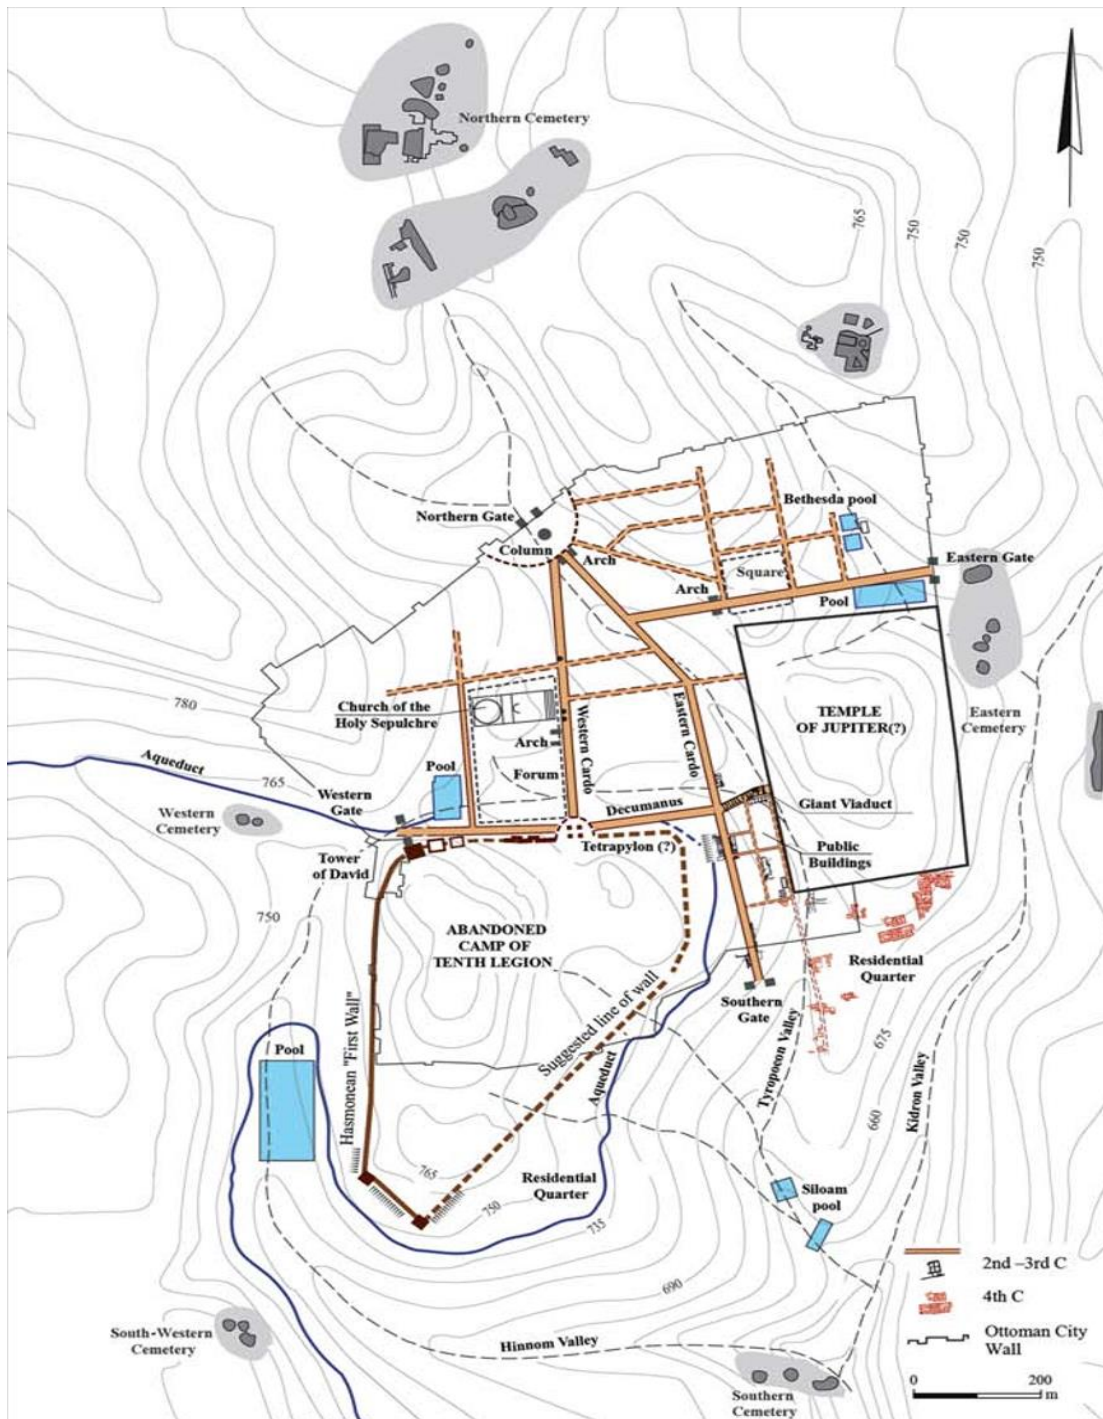 Northern Cemetery
765
750
750
750
Bethesda pool
Northern Gate
Column
Arch
Eastern Gate
Square
Arch
Pool
780
Church of the
Holy Sepulchre
Western Cardo
Eastern Cardo
TEMPLE
OF JUPITER(?)
Eastern
Cemetery
Arch
Aqueduct
765
Pool
Forum
Western
Gate
Decumanus
Giant Viaduct
Western
Cemetery
Tetrapylon (?)
Public
Buildings
Tower
of David
750
ABANDONED
CAMP OF
TENTH LEGION
Residential
Quarter
Suggested line of wall
Southern
Gate
Tyropoeon Valley
675
Pool
Hasmonean "First Wall"
Aqueduct
Kidron Valley
660
765
Residential
Quarter
750
735
Siloam
pool
690
2nd –3rd C
4th C
Ottoman City
Wall
South-Western
Cemetery
Hinnom Valley
0 200
m
Southern
Cemetery